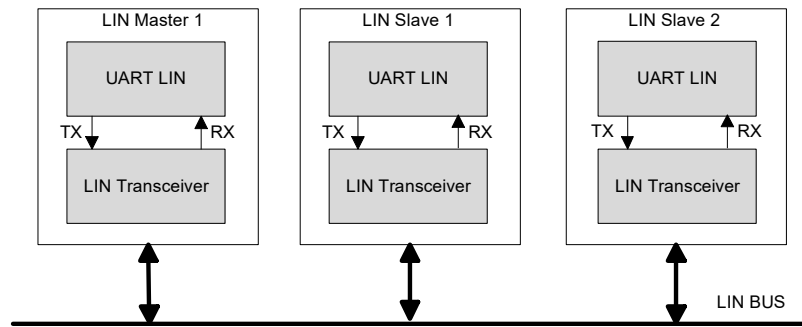 LIN Master 1
LIN Slave 1
LIN Slave 2
UART LIN
UART LIN
UART LIN
TX
RX
TX
RX
TX
RX
LIN Transceiver
LIN Transceiver
LIN Transceiver
LIN BUS